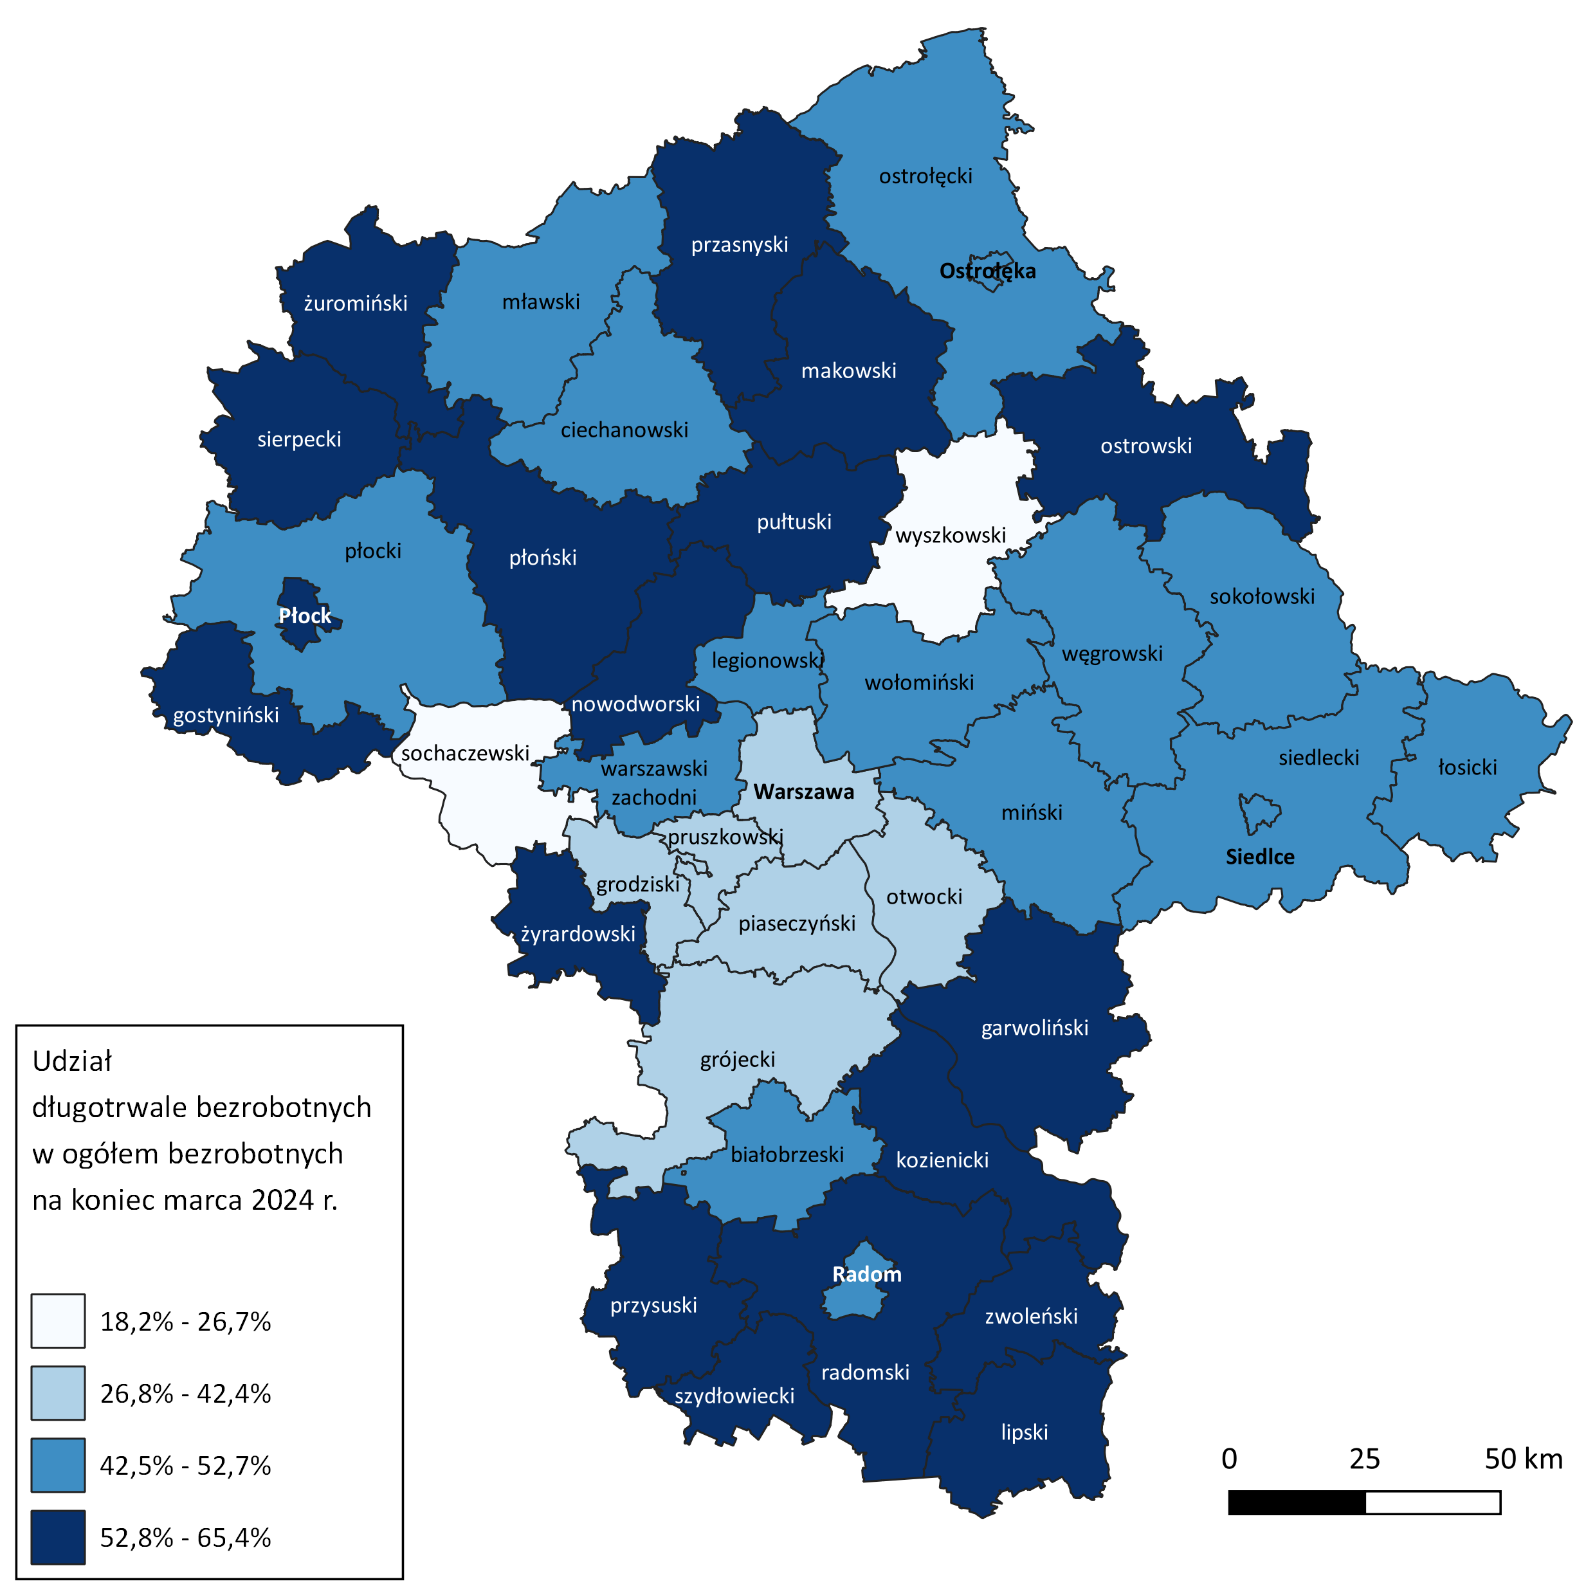 ostrołęcki
przasnyski
Ostrołęka
mławski
żuromiński
makowski
ciechanowski
sierpecki
ostrowski
pułtuski
wyszkowski
płocki
płoński
sokołowski
Płock
węgrowski
legionowski
wołomiński
nowodworski
gostyniński
sochaczewski
siedlecki
łosicki
warszawski
zachodni
Warszawa
miński
pruszkowski
Siedlce
grodziski
otwocki
piaseczyński
żyrardowski
garwoliński
grójecki
białobrzeski
kozienicki
Radom
przysuski
zwoleński
radomski
szydłowiecki
lipski
Udział
długotrwale bezrobotnych
w ogółem bezrobotnych
na koniec marca 2024 r.
18,2% - 26,7%
26,8% - 42,4%
42,5% - 52,7%
52,8% - 65,4%
0 25 50 km